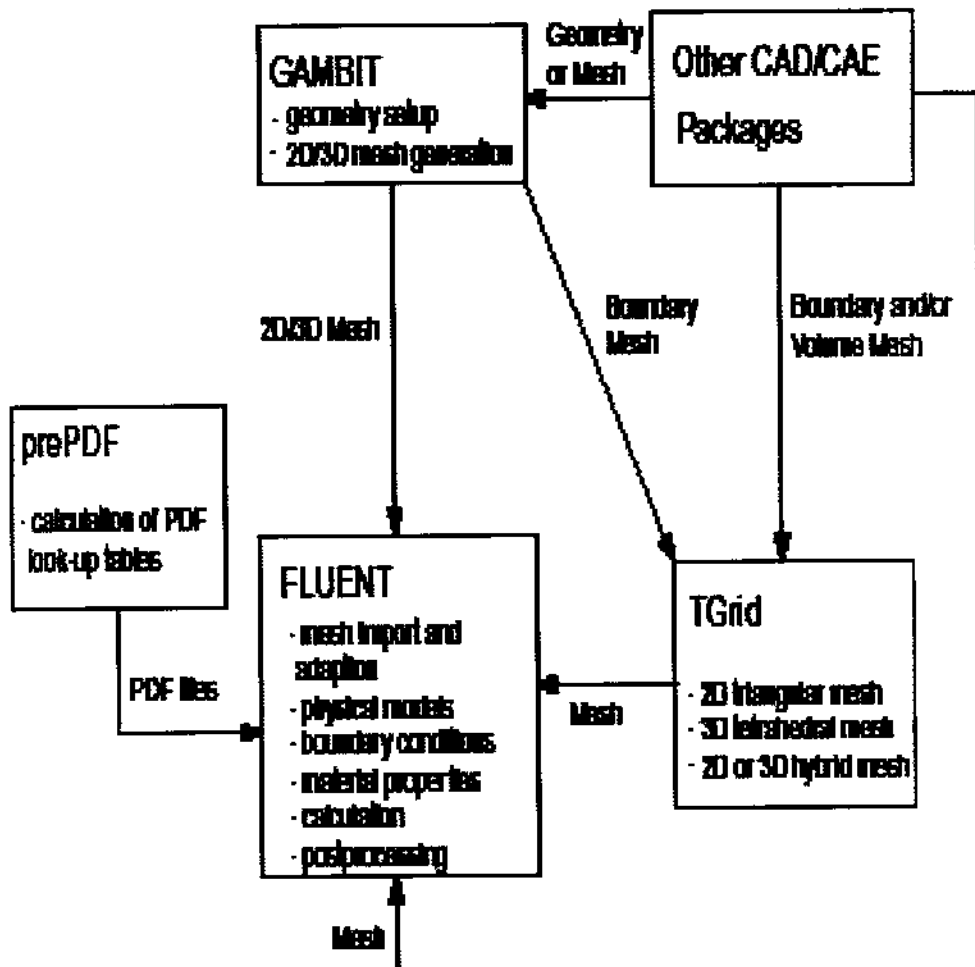 GAMBIT
- geometry setup
- 2D/3D mesh generation
Geometry
or Mesh
Other CAD/CAE
Packages
2D/3D Mesh
Boundary
Mesh
Boundary and/or
Volume Mesh
prePDF
- calculation of PDF
look-up tables
PDF files
FLUENT
- mesh import and
adaption
- physical models
- boundary conditions
- material properties
- calculation
- postprocessing
Mesh
TGrid
- 2D triangular mesh
- 3D tetrahedral mesh
- 2D or 3D hybrid mesh
Mesh